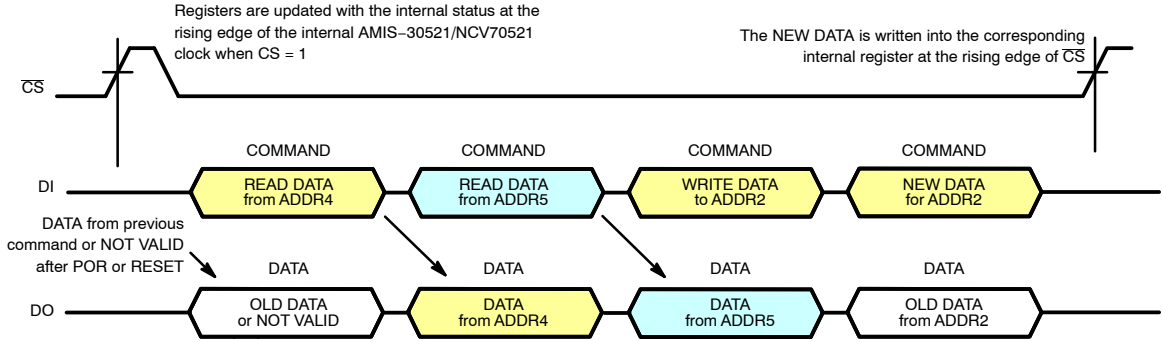 Registers are updated with the internal status at the
rising edge of the internal AMIS−30521/NCV70521
clock when CS = 1
The NEW DATA is written into the corresponding
internal register at the rising edge of C̅S̅
C̅S̅
COMMAND
COMMAND
COMMAND
COMMAND
DI
READ DATA
from ADDR4
READ DATA
from ADDR5
WRITE DATA
to ADDR2
NEW DATA
for ADDR2
DATA from previous
command or NOT VALID
after POR or RESET
DATA
DATA
DATA
DATA
DO
OLD DATA
or NOT VALID
DATA
from ADDR4
DATA
from ADDR5
OLD DATA
from ADDR2